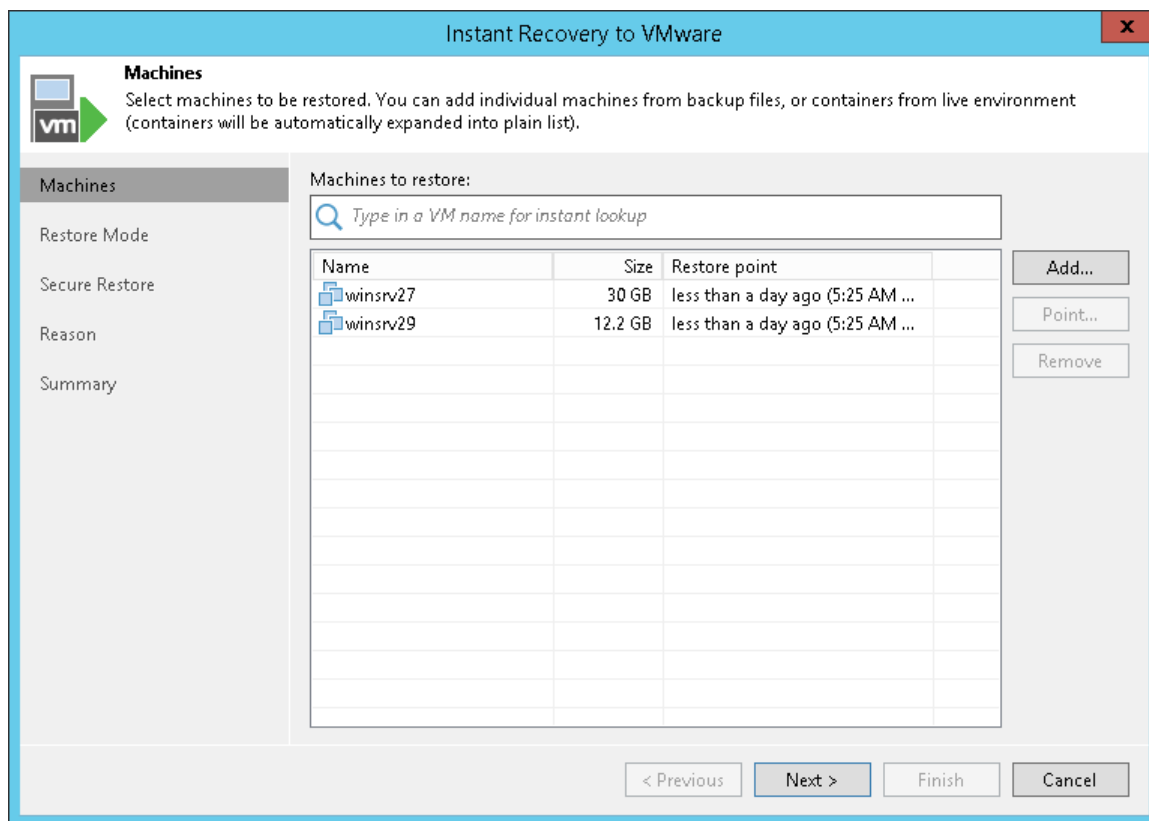 Instant Recovery to VMware
x
Machines
Select machines to be restored. You can add individual machines from backup files, or containers from live environment
(containers will be automatically expanded into plain list).
vm
Machines
Restore Mode
Secure Restore
Reason
Summary
Machines to restore:
Type in a VM name for instant lookup
Name Size Restore point
winsrv27 30 GB less than a day ago (5:25 AM ...
winsrv29 12.2 GB less than a day ago (5:25 AM ...
Add...
Point...
Remove
< Previous Next > Finish Cancel